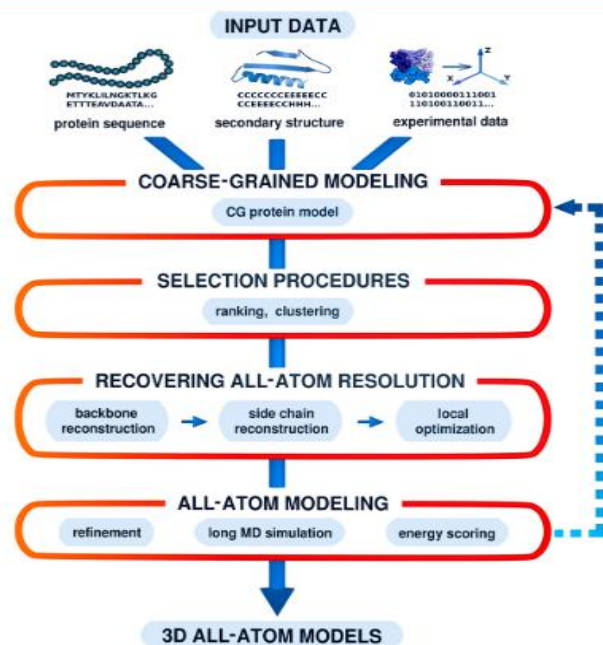 INPUT DATA
MTYKLILNGKTLKG
ETTTEAVDAATA...
protein sequence
CCCCCCCEEEEECC
CCEEEECCHHH...
secondary structure
Z
X
Y
01010000111001
110100110011...
experimental data
COARSE-GRAINED MODELING
CG protein model
SELECTION PROCEDURES
ranking, clustering
RECOVERING ALL-ATOM RESOLUTION
backbone
reconstruction
side chain
reconstruction
local
optimization
ALL-ATOM MODELING
refinement
long MD simulation
energy scoring
3D ALL-ATOM MODELS